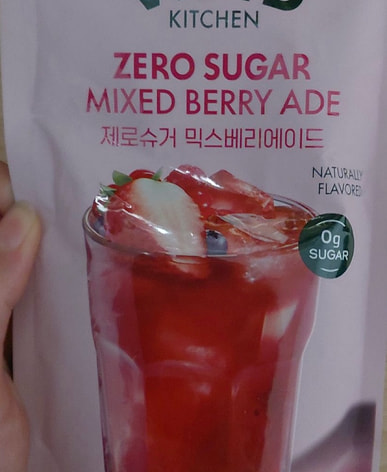 KITCHEN
ZERO SUGAR
MIXED BERRY ADE
제로슈거 믹스베리에이드
NATURALLY
FLAVORED
0g
SUGAR